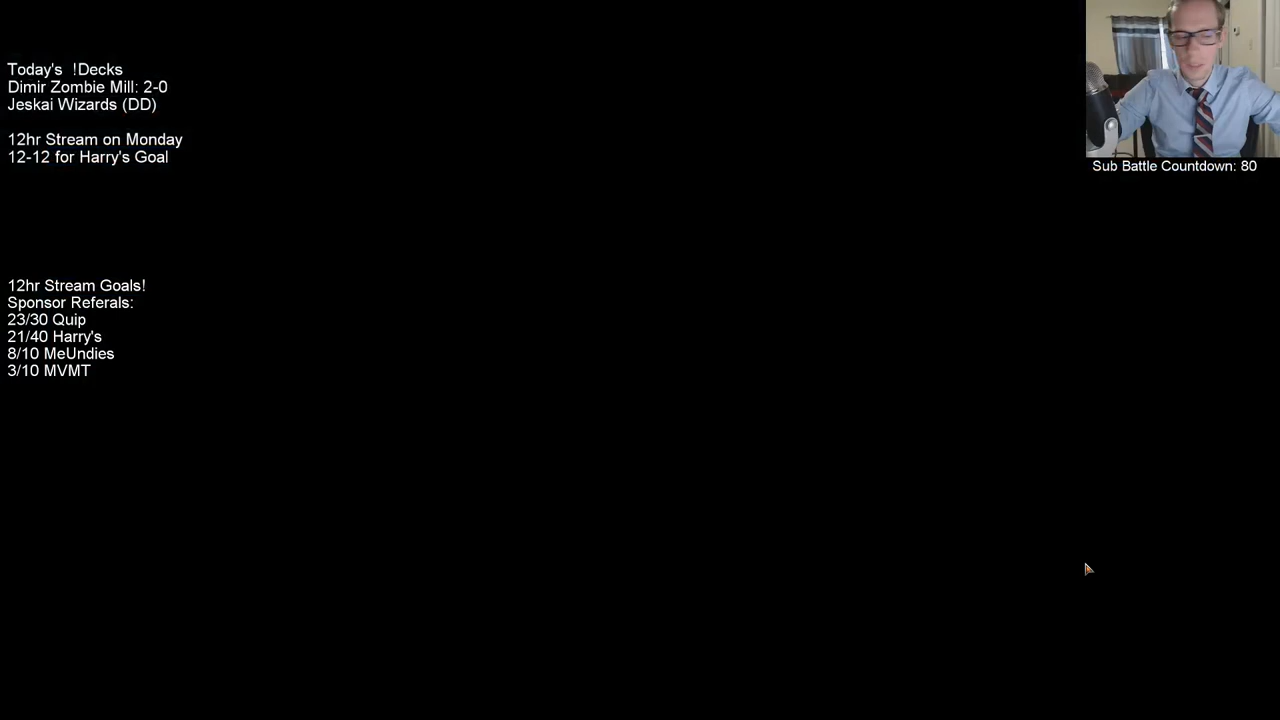 Today's !Decks
Dimir Zombie Mill: 2-0
Jeskai Wizards (DD)
12hr Stream on Monday
12-12 for Harry's Goal
Sub Battle Countdown: 80
12hr Stream Goals!
Sponsor Referals:
23/30 Quip
21/40 Harry's
8/10 MeUndies
3/10 MVMT